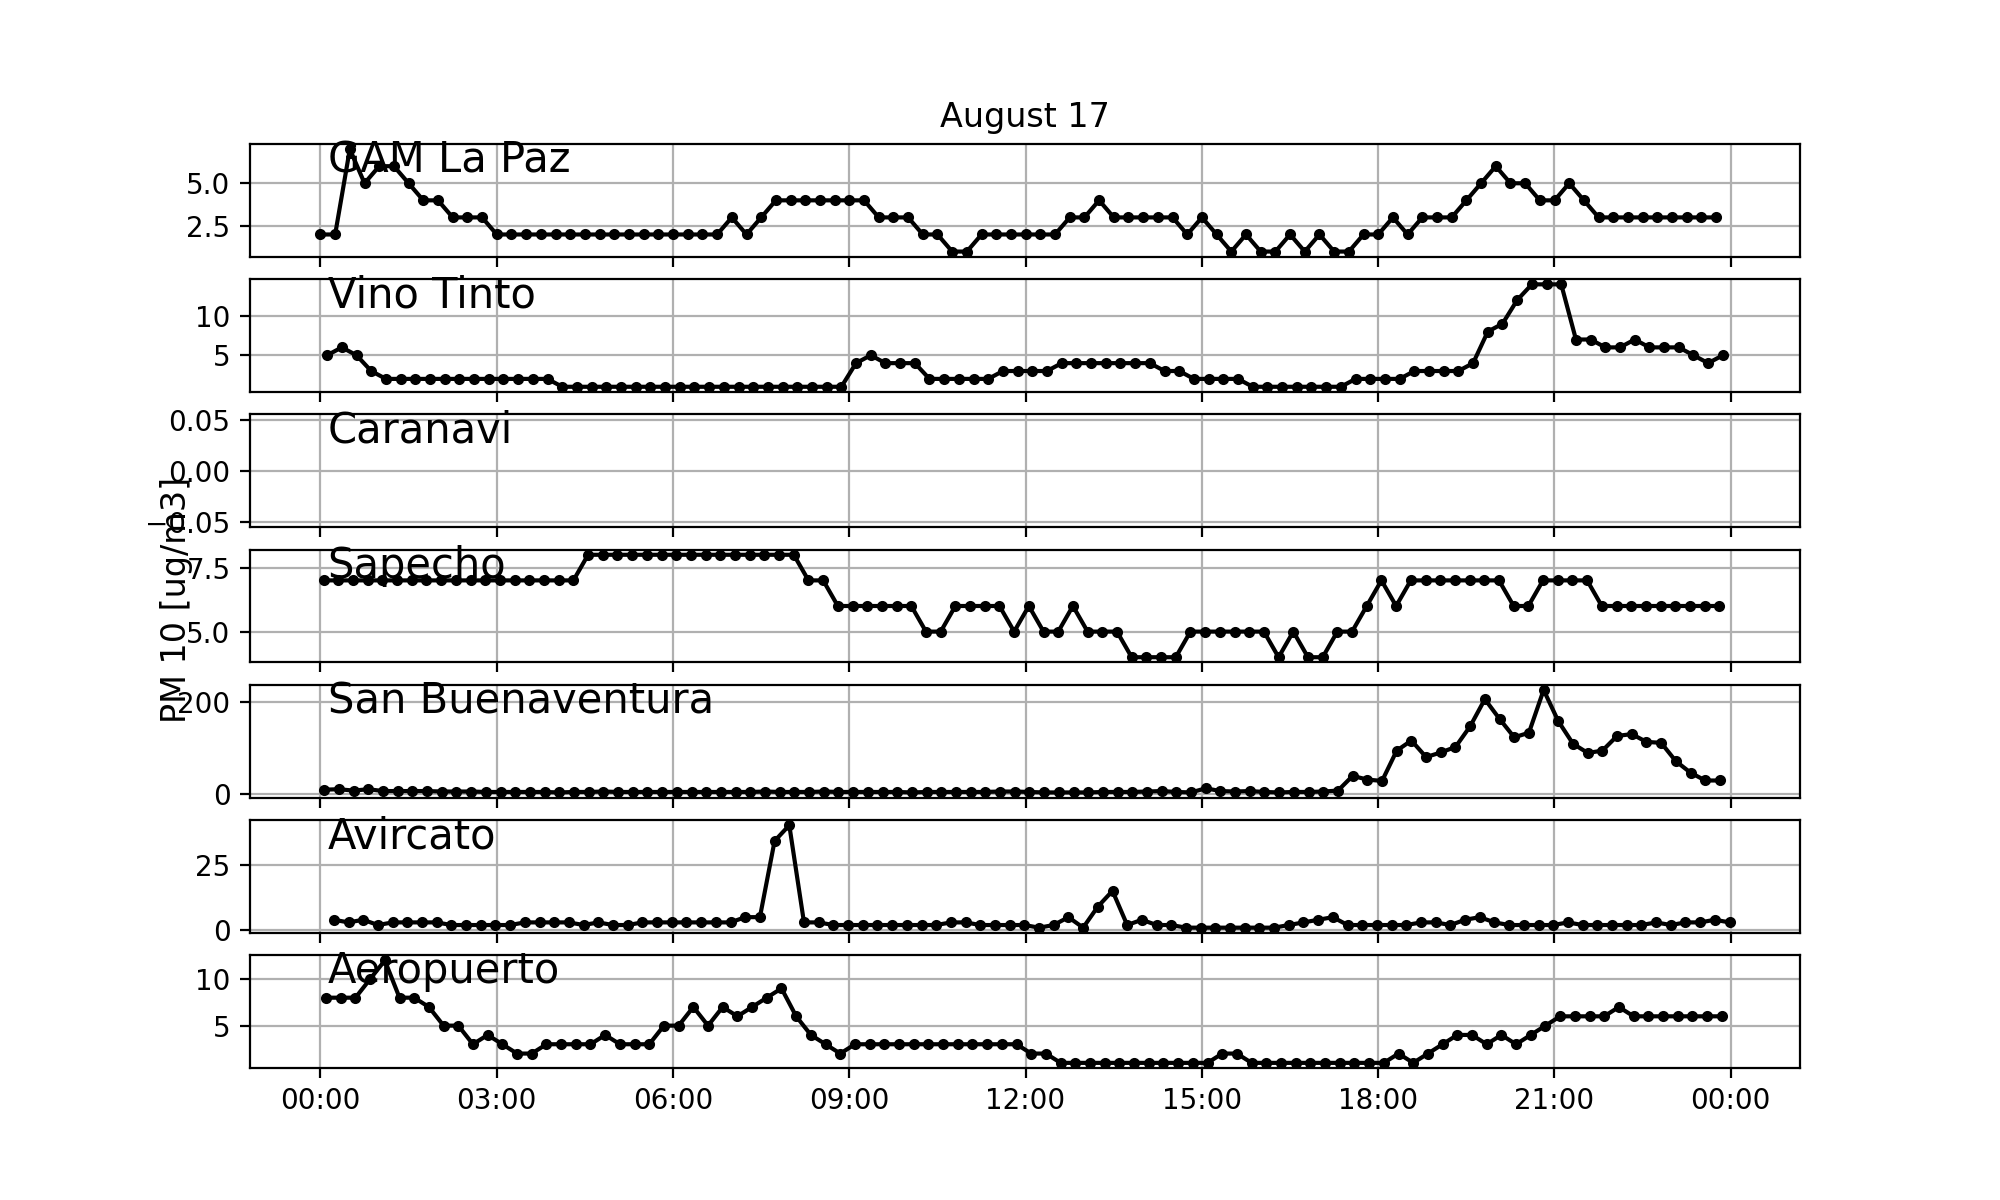 August 17
GAM La Paz
5.0
2.5
Vino Tinto
10
5
Caranavi
0.05
0.00
−0.05
PM 10 [ug/m3]
Sapecho
7.5
5.0
San Buenaventura
200
0
Avircato
25
0
Aeropuerto
10
5
00:00 03:00 06:00 09:00 12:00 15:00 18:00 21:00 00:00